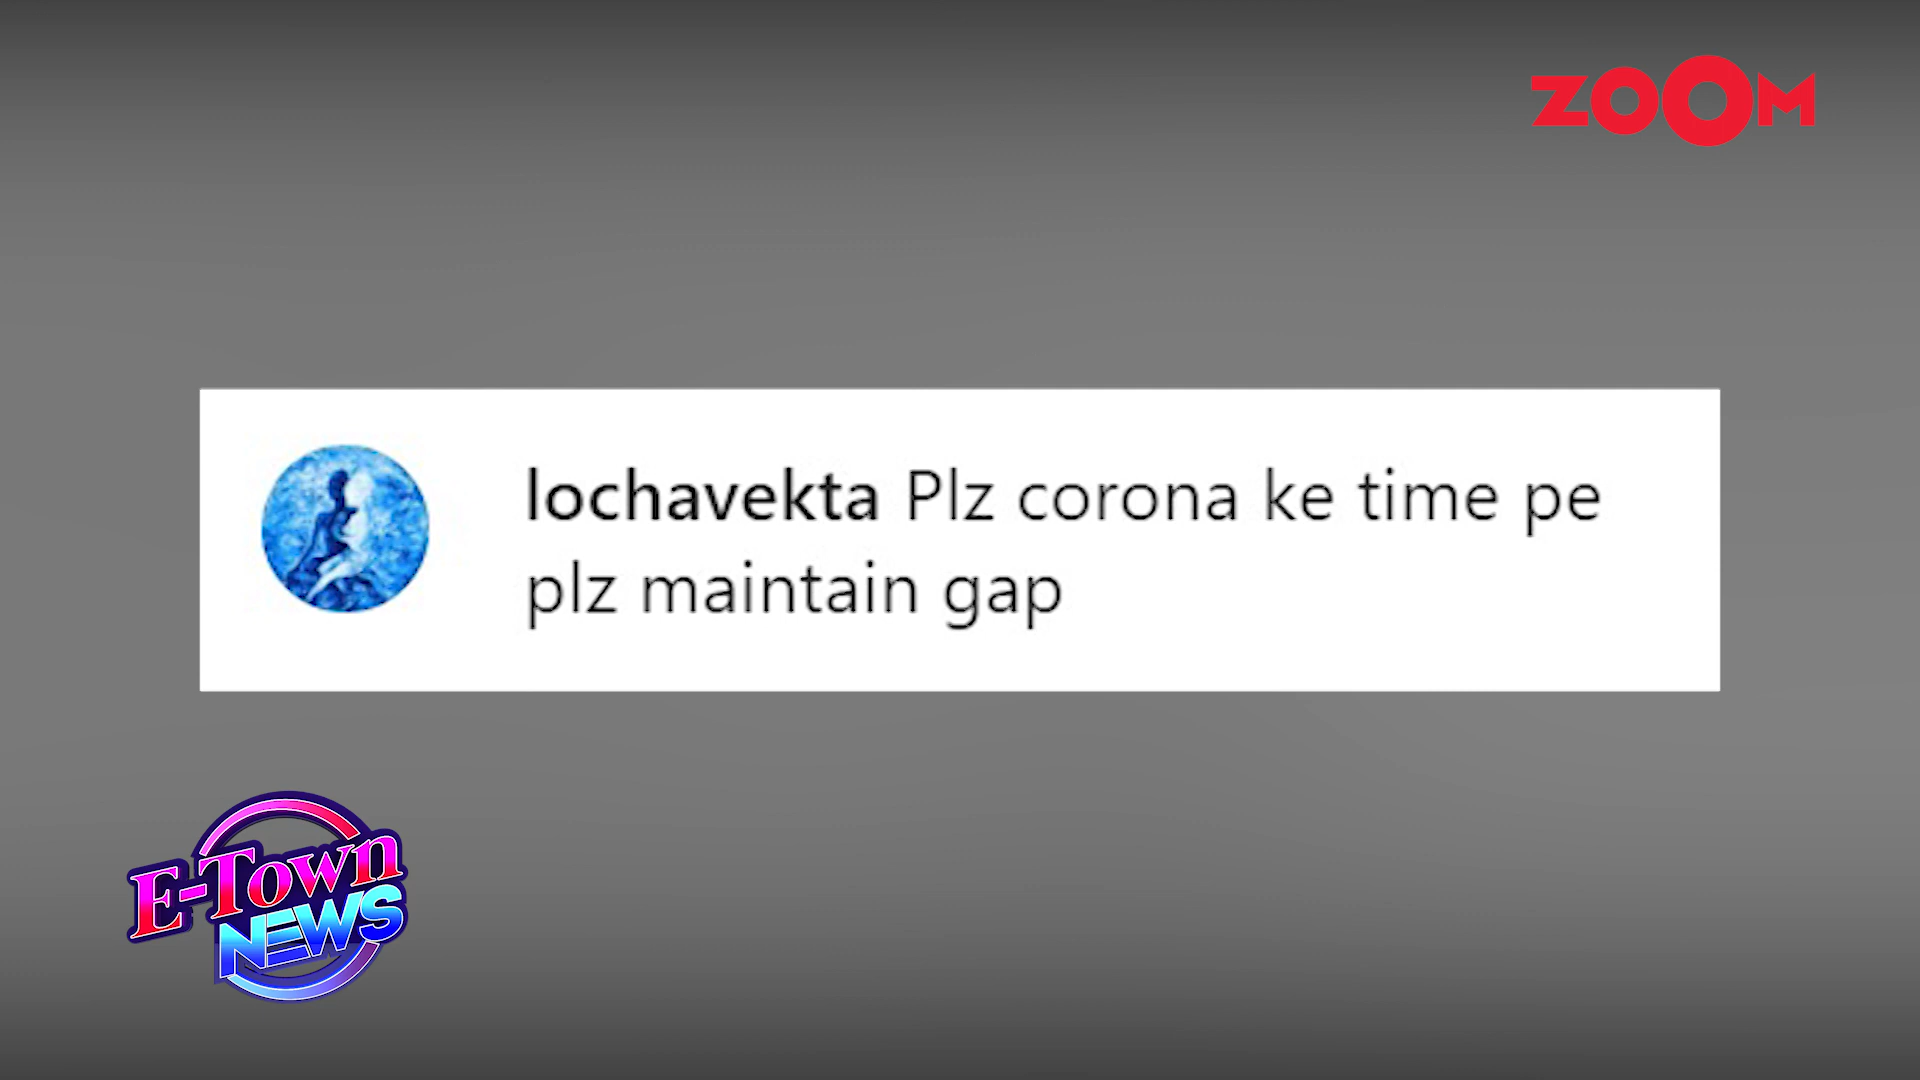 ZOOM
lochavekta Plz corona ke time pe
plz maintain gap
E-Town
NEWS